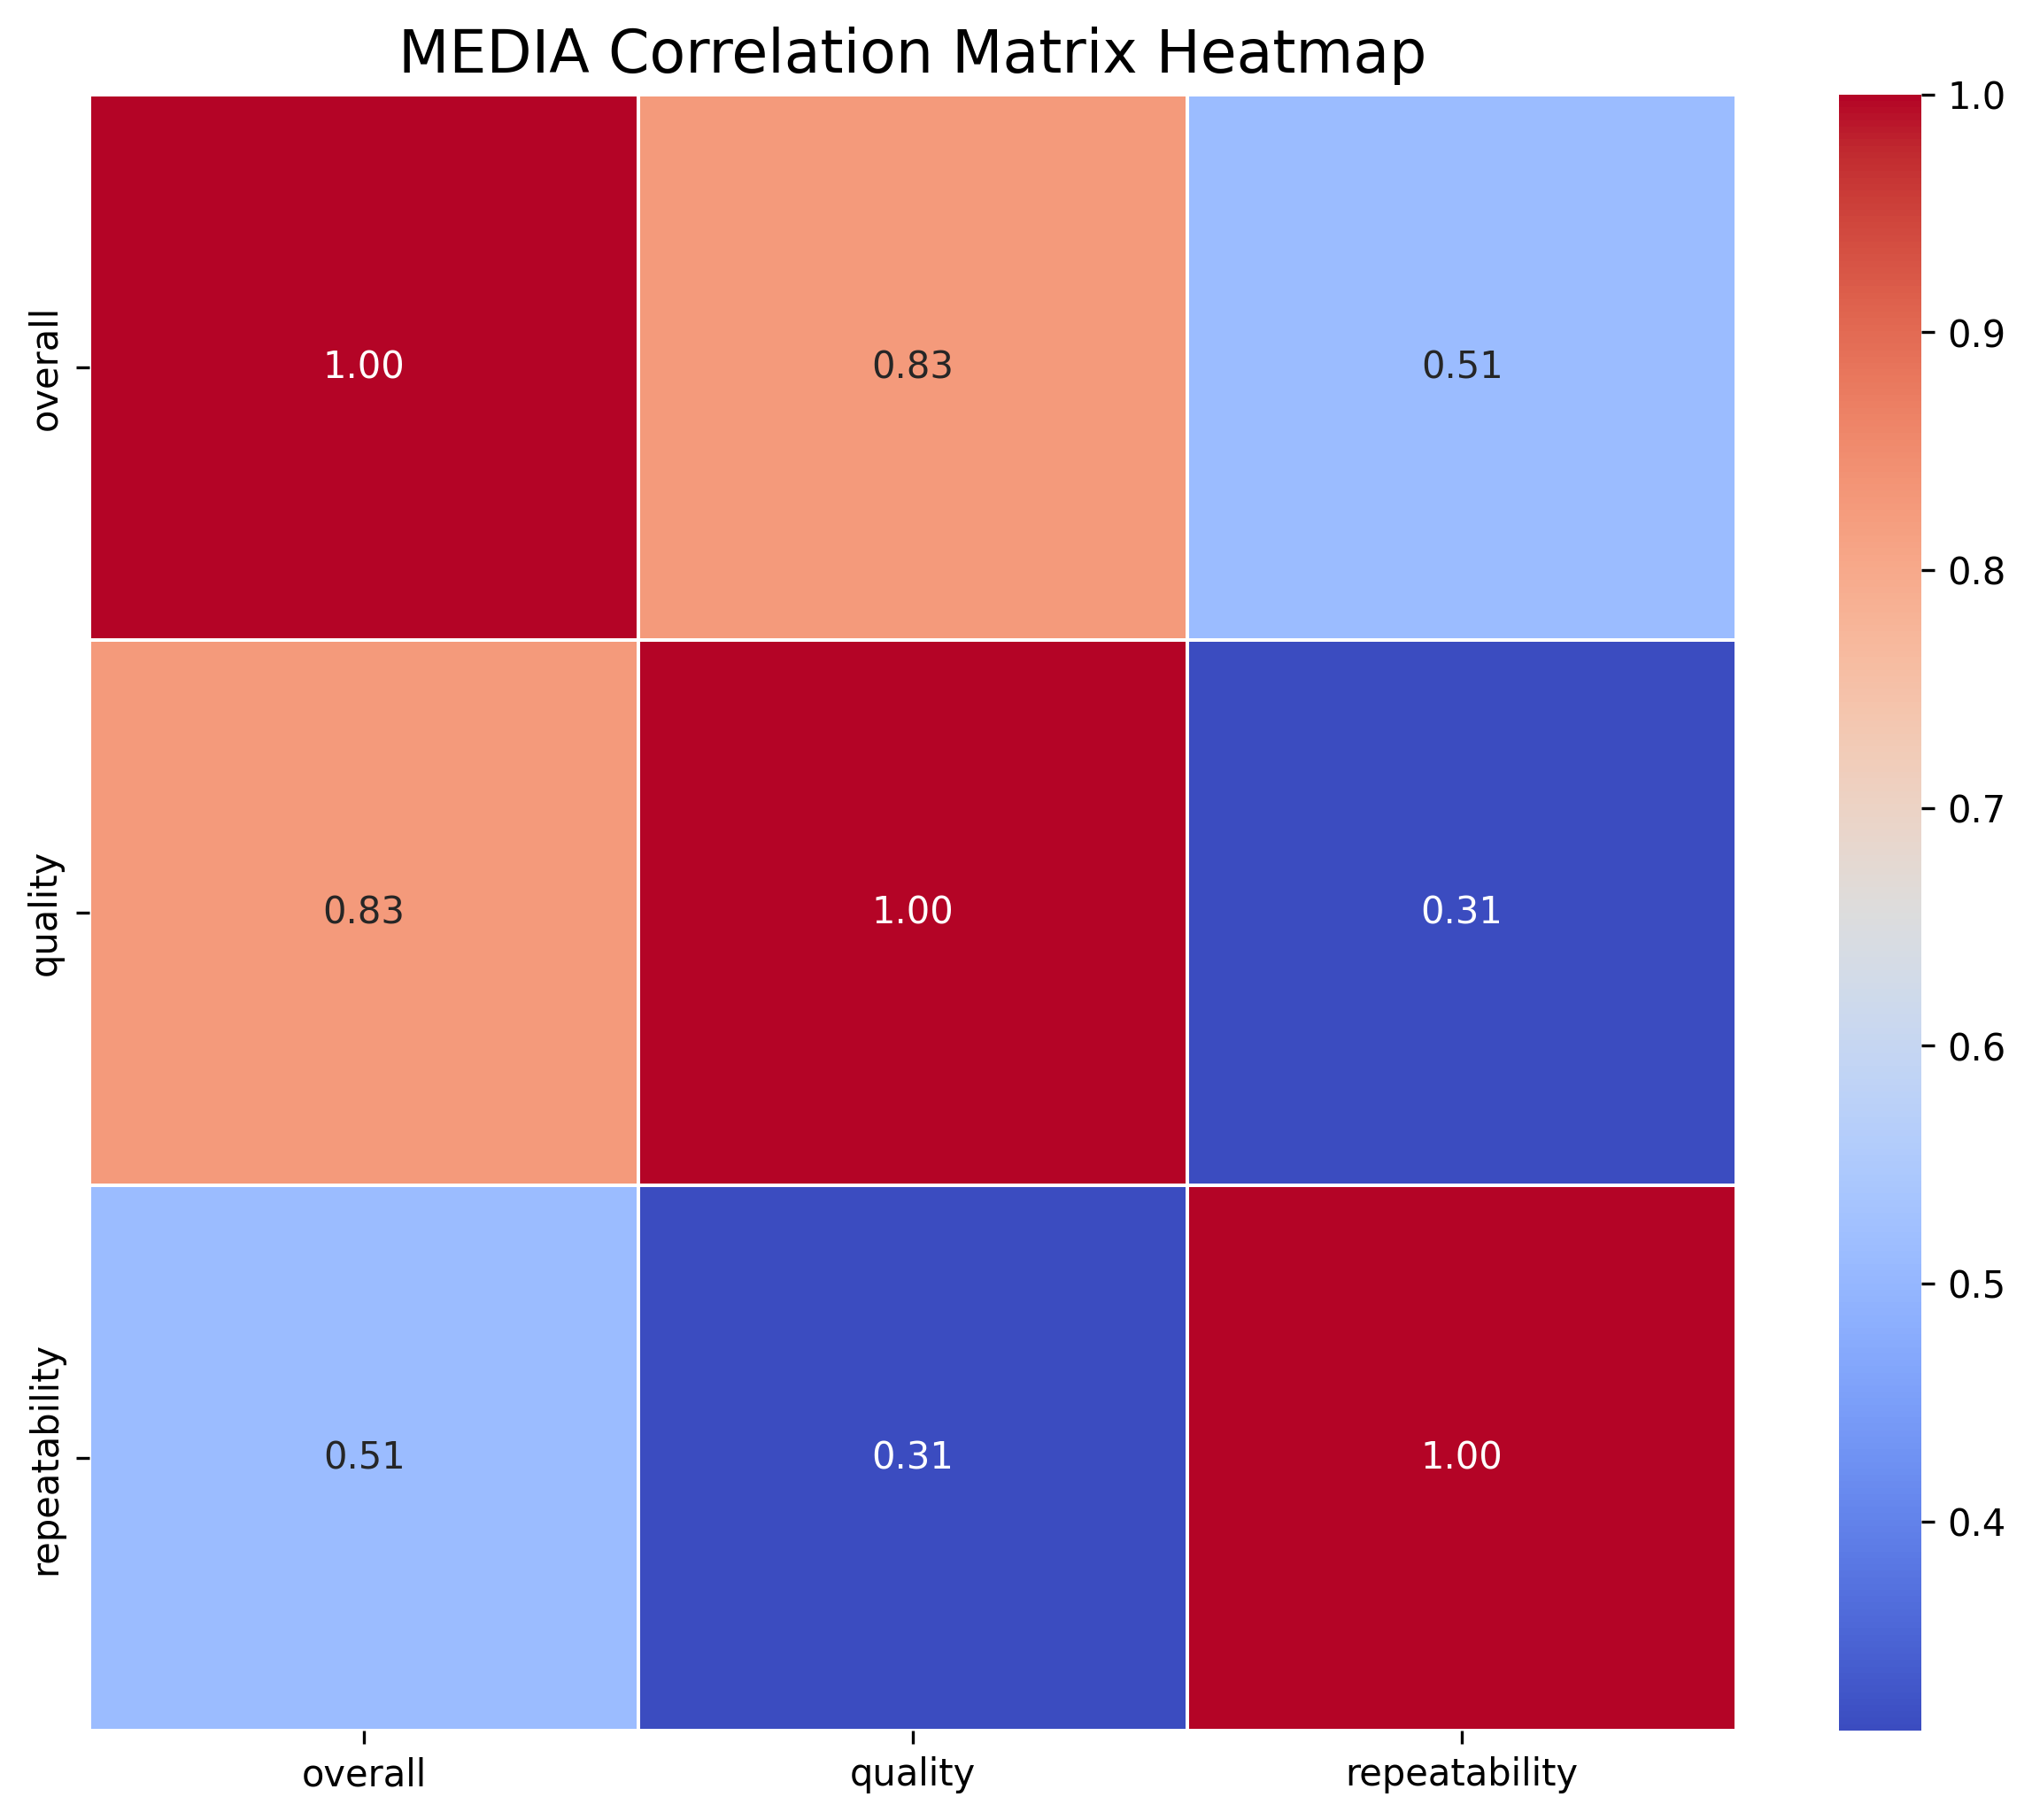 MEDIA Correlation Matrix Heatmap
overall 1.00 0.83 0.51
quality 0.83 1.00 0.31
repeatability 0.51 0.31 1.00
overall quality repeatability
1.0
0.9
0.8
0.7
0.6
0.5
0.4